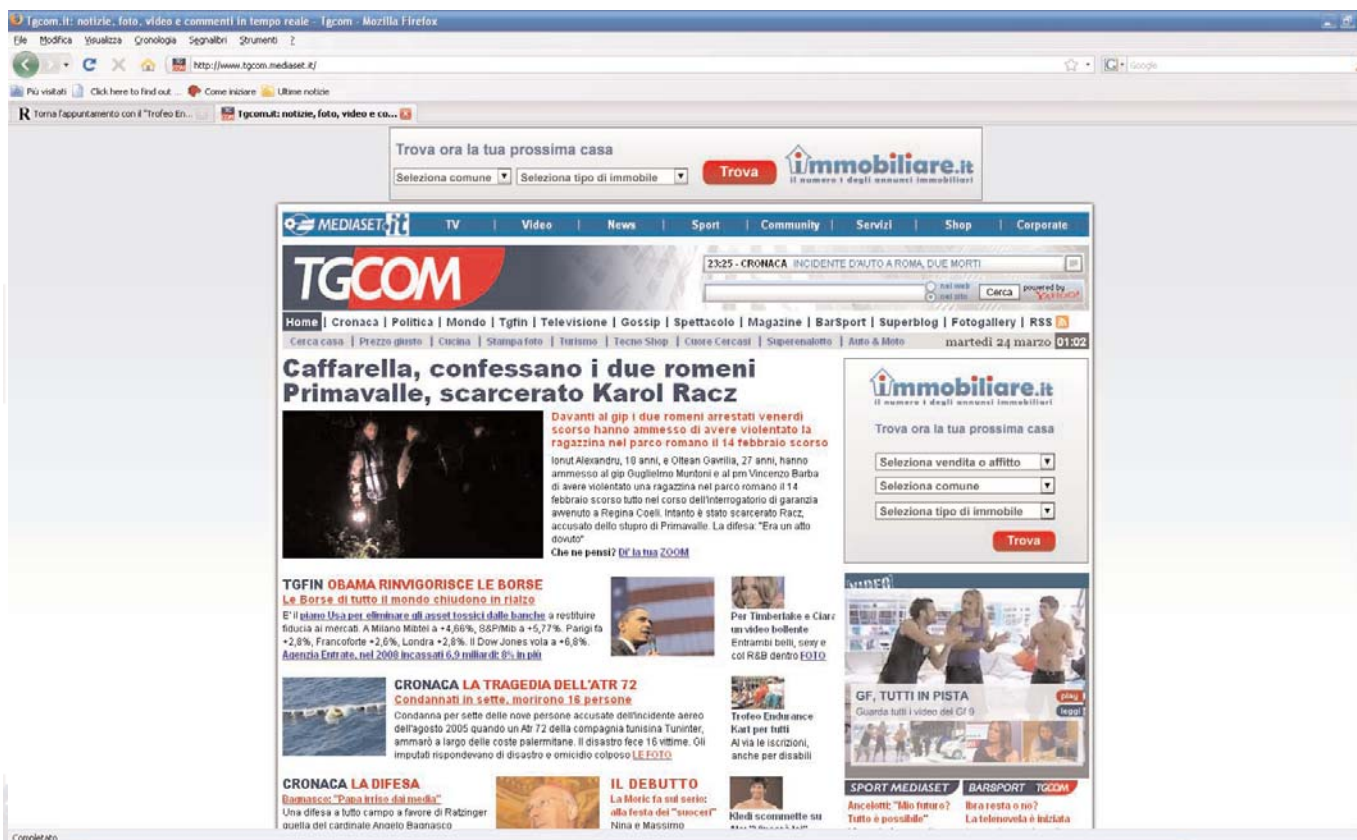 Tgcom.it: notizie, foto, video e commenti in tempo reale - Tgcom - Mozilla Firefox
File Modifica Visualizza Cronologia Segnalibri Strumenti ?
http://www.tgcom.mediaset.it/
Google
Più visitati Click here to find out ... Come iniziare Ultime notizie
R Torna l'appuntamento con il "Trofeo En...
Tgcom.it: notizie, foto, video e co...
Trova ora la tua prossima casa
Seleziona comune Seleziona tipo di immobile Trova
immobiliare.it
il numero 1 degli annunci immobiliari
MEDIASET.it TV | Video | News | Sport | Community | Servizi | Shop | Corporate
TGCOM
23:25 - CRONACA INCIDENTE D'AUTO A ROMA, DUE MORTI
nel web
nel sito
Cerca
powered by
YAHOO!
Home | Cronaca | Politica | Mondo | Tgfin | Televisione | Gossip | Spettacolo | Magazine | BarSport | Superblog | Fotogallery | RSS
Cerca casa | Prezzo giusto | Cucina | Stampa foto | Turismo | Tecno Shop | Cuore Cercasi | Superenalotto | Auto & Moto
martedì 24 marzo 01:02
Caffarella, confessano i due romeni
Primavalle, scarcerato Karol Racz
Davanti al gip i due romeni arrestati venerdì
scorso hanno ammesso di avere violentato la
ragazzina nel parco romano il 14 febbraio scorso
Ionut Alexandru, 18 anni, e Oltean Gavrilia, 27 anni, hanno
ammesso al gip Guglielmo Muntoni e al pm Vincenzo Barba
di avere violentato una ragazzina nel parco romano il 14
febbraio scorso tutto nel corso dell'interrogatorio di garanzia
avvenuto a Regina Coeli. Intanto è stato scarcerato Racz,
accusato dello stupro di Primavalle. La difesa: "Era un atto
dovuto"
Che ne pensi? Di' la tua ZOOM
immobiliare.it
il numero 1 degli annunci immobiliari
Trova ora la tua prossima casa
Seleziona vendita o affitto
Seleziona comune
Seleziona tipo di immobile
Trova
TGFIN OBAMA RINVIGORISCE LE BORSE
Le Borse di tutto il mondo chiudono in rialzo
E' il piano Usa per eliminare gli asset tossici dalle banche a restituire
fiducia ai mercati. A Milano Mibtel a +4,66%, S&P/Mib a +5,77%. Parigi fa
+2,8%, Francoforte +2,6%, Londra +2,8%. Il Dow Jones vola a +6,8%.
Agenzia Entrate, nel 2008 incassati 6,9 miliardi: 8% in più
Per Timberlake e Ciara
un video bollente
Entrambi belli, sexy e
col R&B dentro FOTO
VIDEO
GF, TUTTI IN PISTA
Guarda tutti i video del Gf 9
play
leggi
CRONACA LA TRAGEDIA DELL'ATR 72
Condannati in sette, morirono 16 persone
Condanna per sette delle nove persone accusate dell'incidente aereo
dell'agosto 2005 quando un Atr 72 della compagnia tunisina Tuninter,
ammarò a largo delle coste palermitane. Il disastro fece 16 vittime. Gli
imputati rispondevano di disastro e omicidio colposo LE FOTO
Trofeo Endurance
Kart per tutti
Al via le iscrizioni,
anche per disabili
CRONACA LA DIFESA
Bagnasco: "Papa irriso dai media"
Una difesa a tutto campo a favore di Ratzinger
quella del cardinale Angelo Bagnasco
IL DEBUTTO
La Moric fa sul serio:
alla festa dei "suoceri"
Nina e Massimo
Kledi scommette su
SPORT MEDIASET
Ancelotti: "Mio futuro?
Tutto è possibile"
BARSPORT TGCOM
Ibra resta o no?
La telenovela è iniziata
Completato